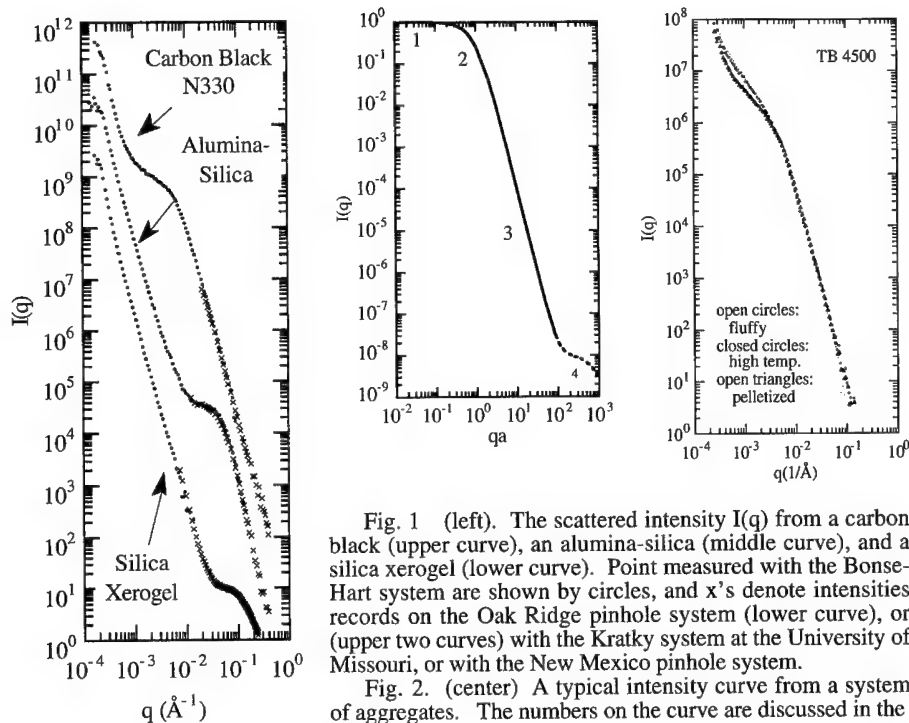 10^12
10^11
10^10
10^9
10^8
10^7
10^6
10^5
10^4
10^3
10^2
10^1
10^0
I(q)
Carbon Black
N330
Alumina-
Silica
Silica
Xerogel
10^-4
10^-3
10^-2
10^-1
10^0
q (Å^-1)
10^0
10^-1
10^-2
10^-3
10^-4
10^-5
10^-6
10^-7
10^-8
10^-9
I(q)
1
2
3
4
10^-2
10^-1
10^0
10^1
10^2
10^3
qa
10^8
10^7
10^6
10^5
10^4
10^3
10^2
10^1
10^0
I(q)
TB 4500
open circles:
fluffy
closed circles:
high temp.
open triangles:
pelletized
10^-4
10^-3
10^-2
10^-1
10^0
q(1/Å)
Fig. 1 (left). The scattered intensity I(q) from a carbon
black (upper curve), an alumina-silica (middle curve), and a
silica xerogel (lower curve). Point measured with the Bonse-
Hart system are shown by circles, and x's denote intensities
records on the Oak Ridge pinhole system (lower curve), or
(upper two curves) with the Kratky system at the University of
Missouri, or with the New Mexico pinhole system.
Fig. 2. (center) A typical intensity curve from a system
of aggregates. The numbers on the curve are discussed in the